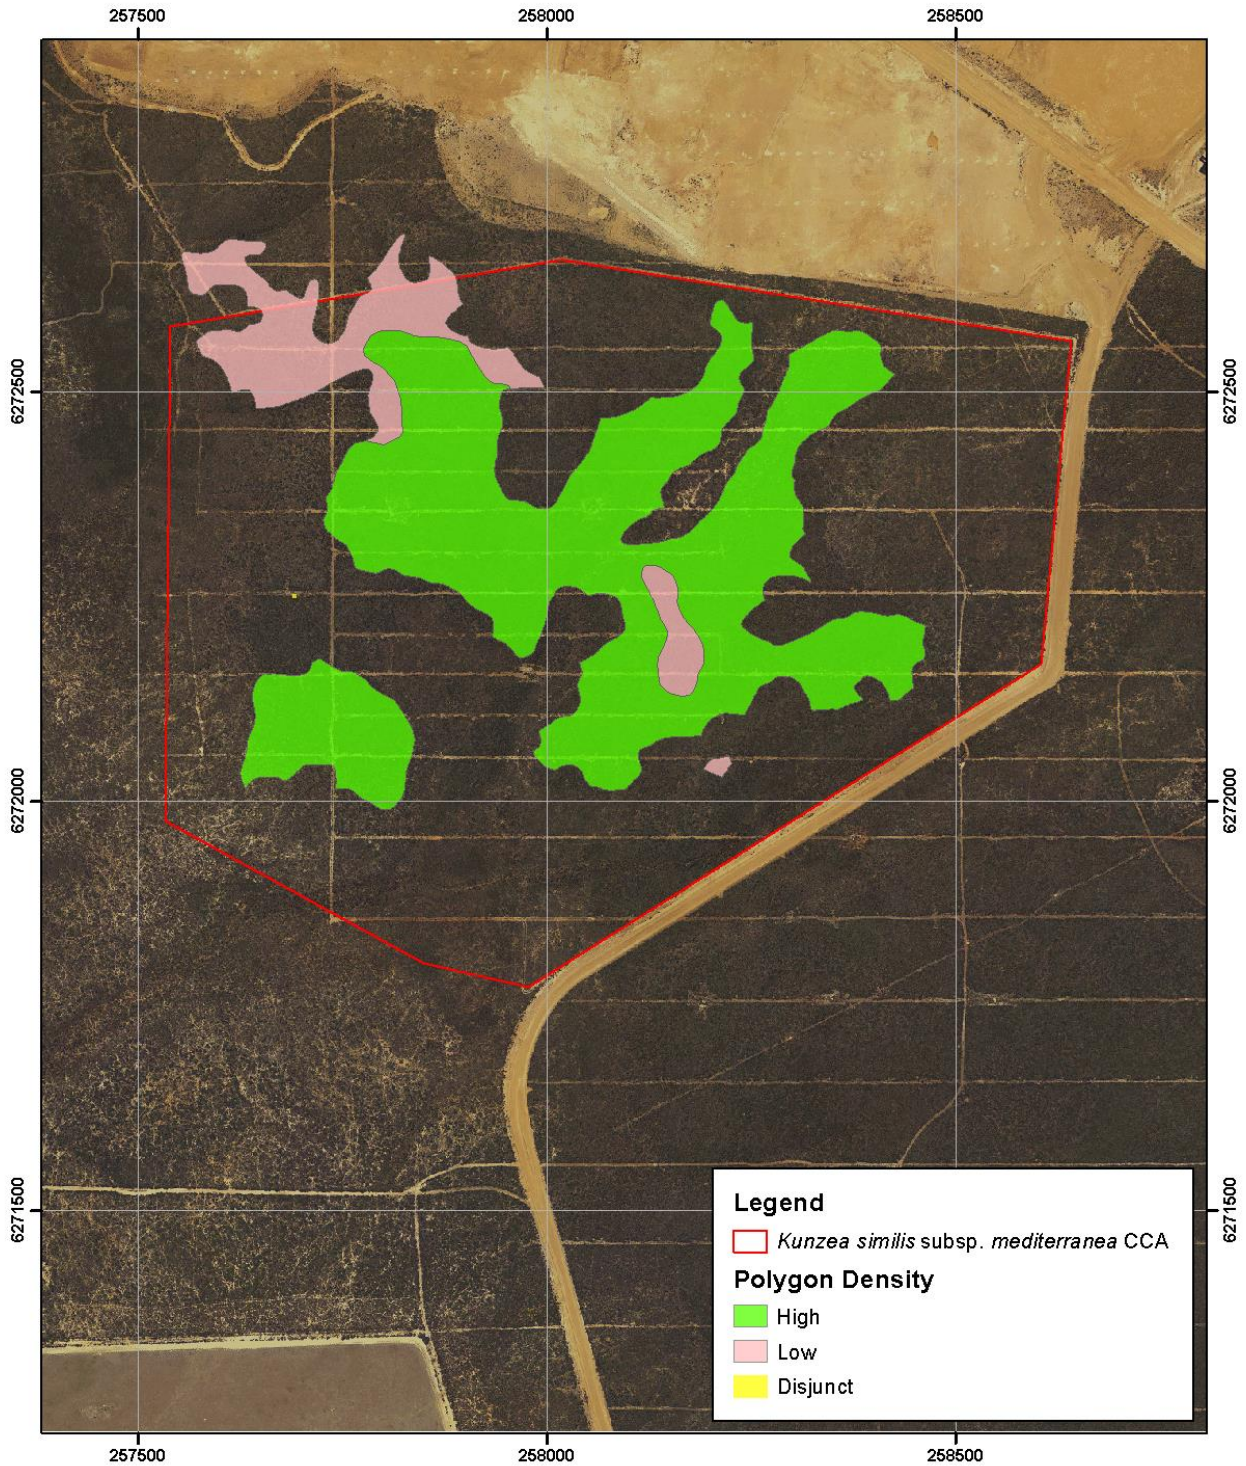 257500 258000 258500
6272500 6272500
6272000 6272000
6271500 6271500
Legend
Kunzea similis subsp. mediterranea CCA
Polygon Density
High
Low
Disjunct
257500 258000 258500